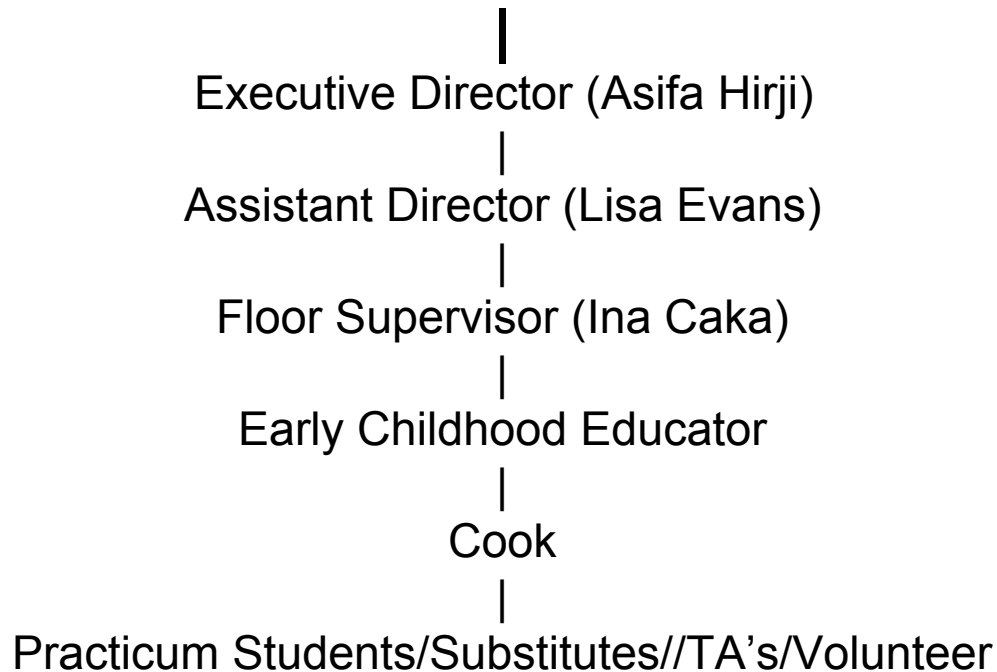 Executive Director (Asifa Hirji)
Assistant Director (Lisa Evans)
Floor Supervisor (Ina Caka)
Early Childhood Educator
Cook
Practicum Students/Substitutes//TA’s/Volunteer